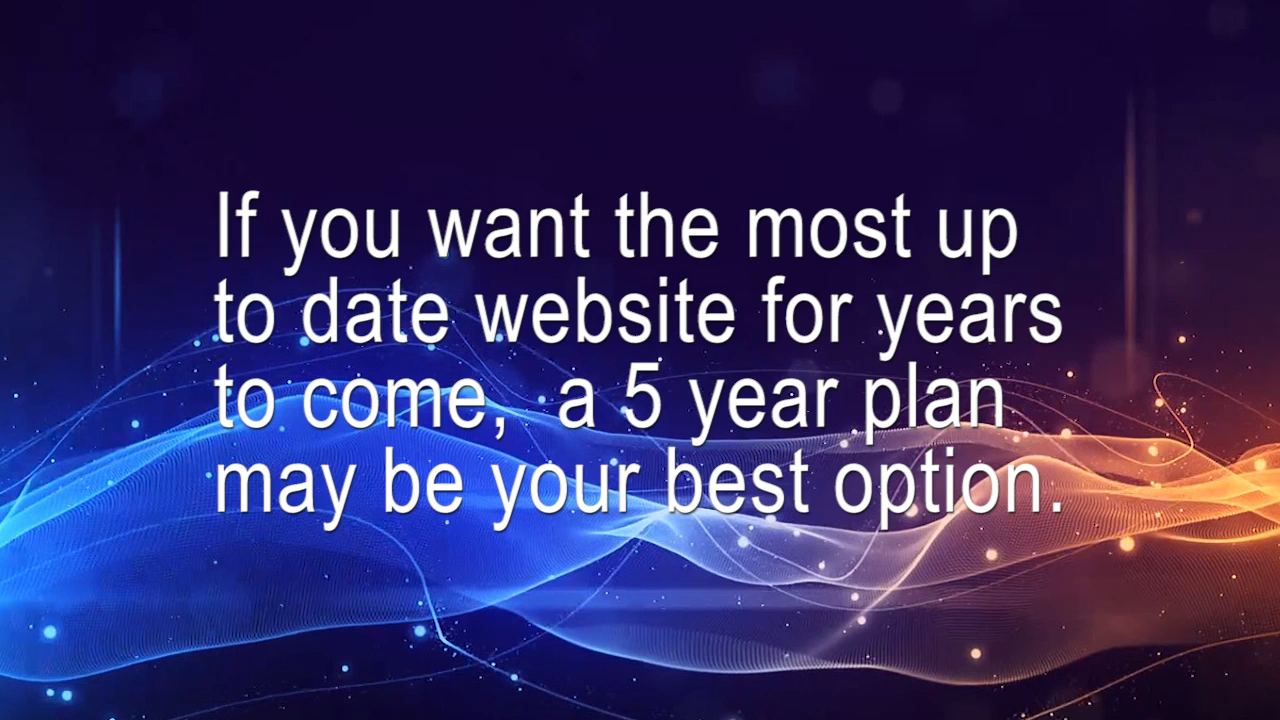 If you want the most up
to date website for years
to come,  a 5 year plan
may be your best option.